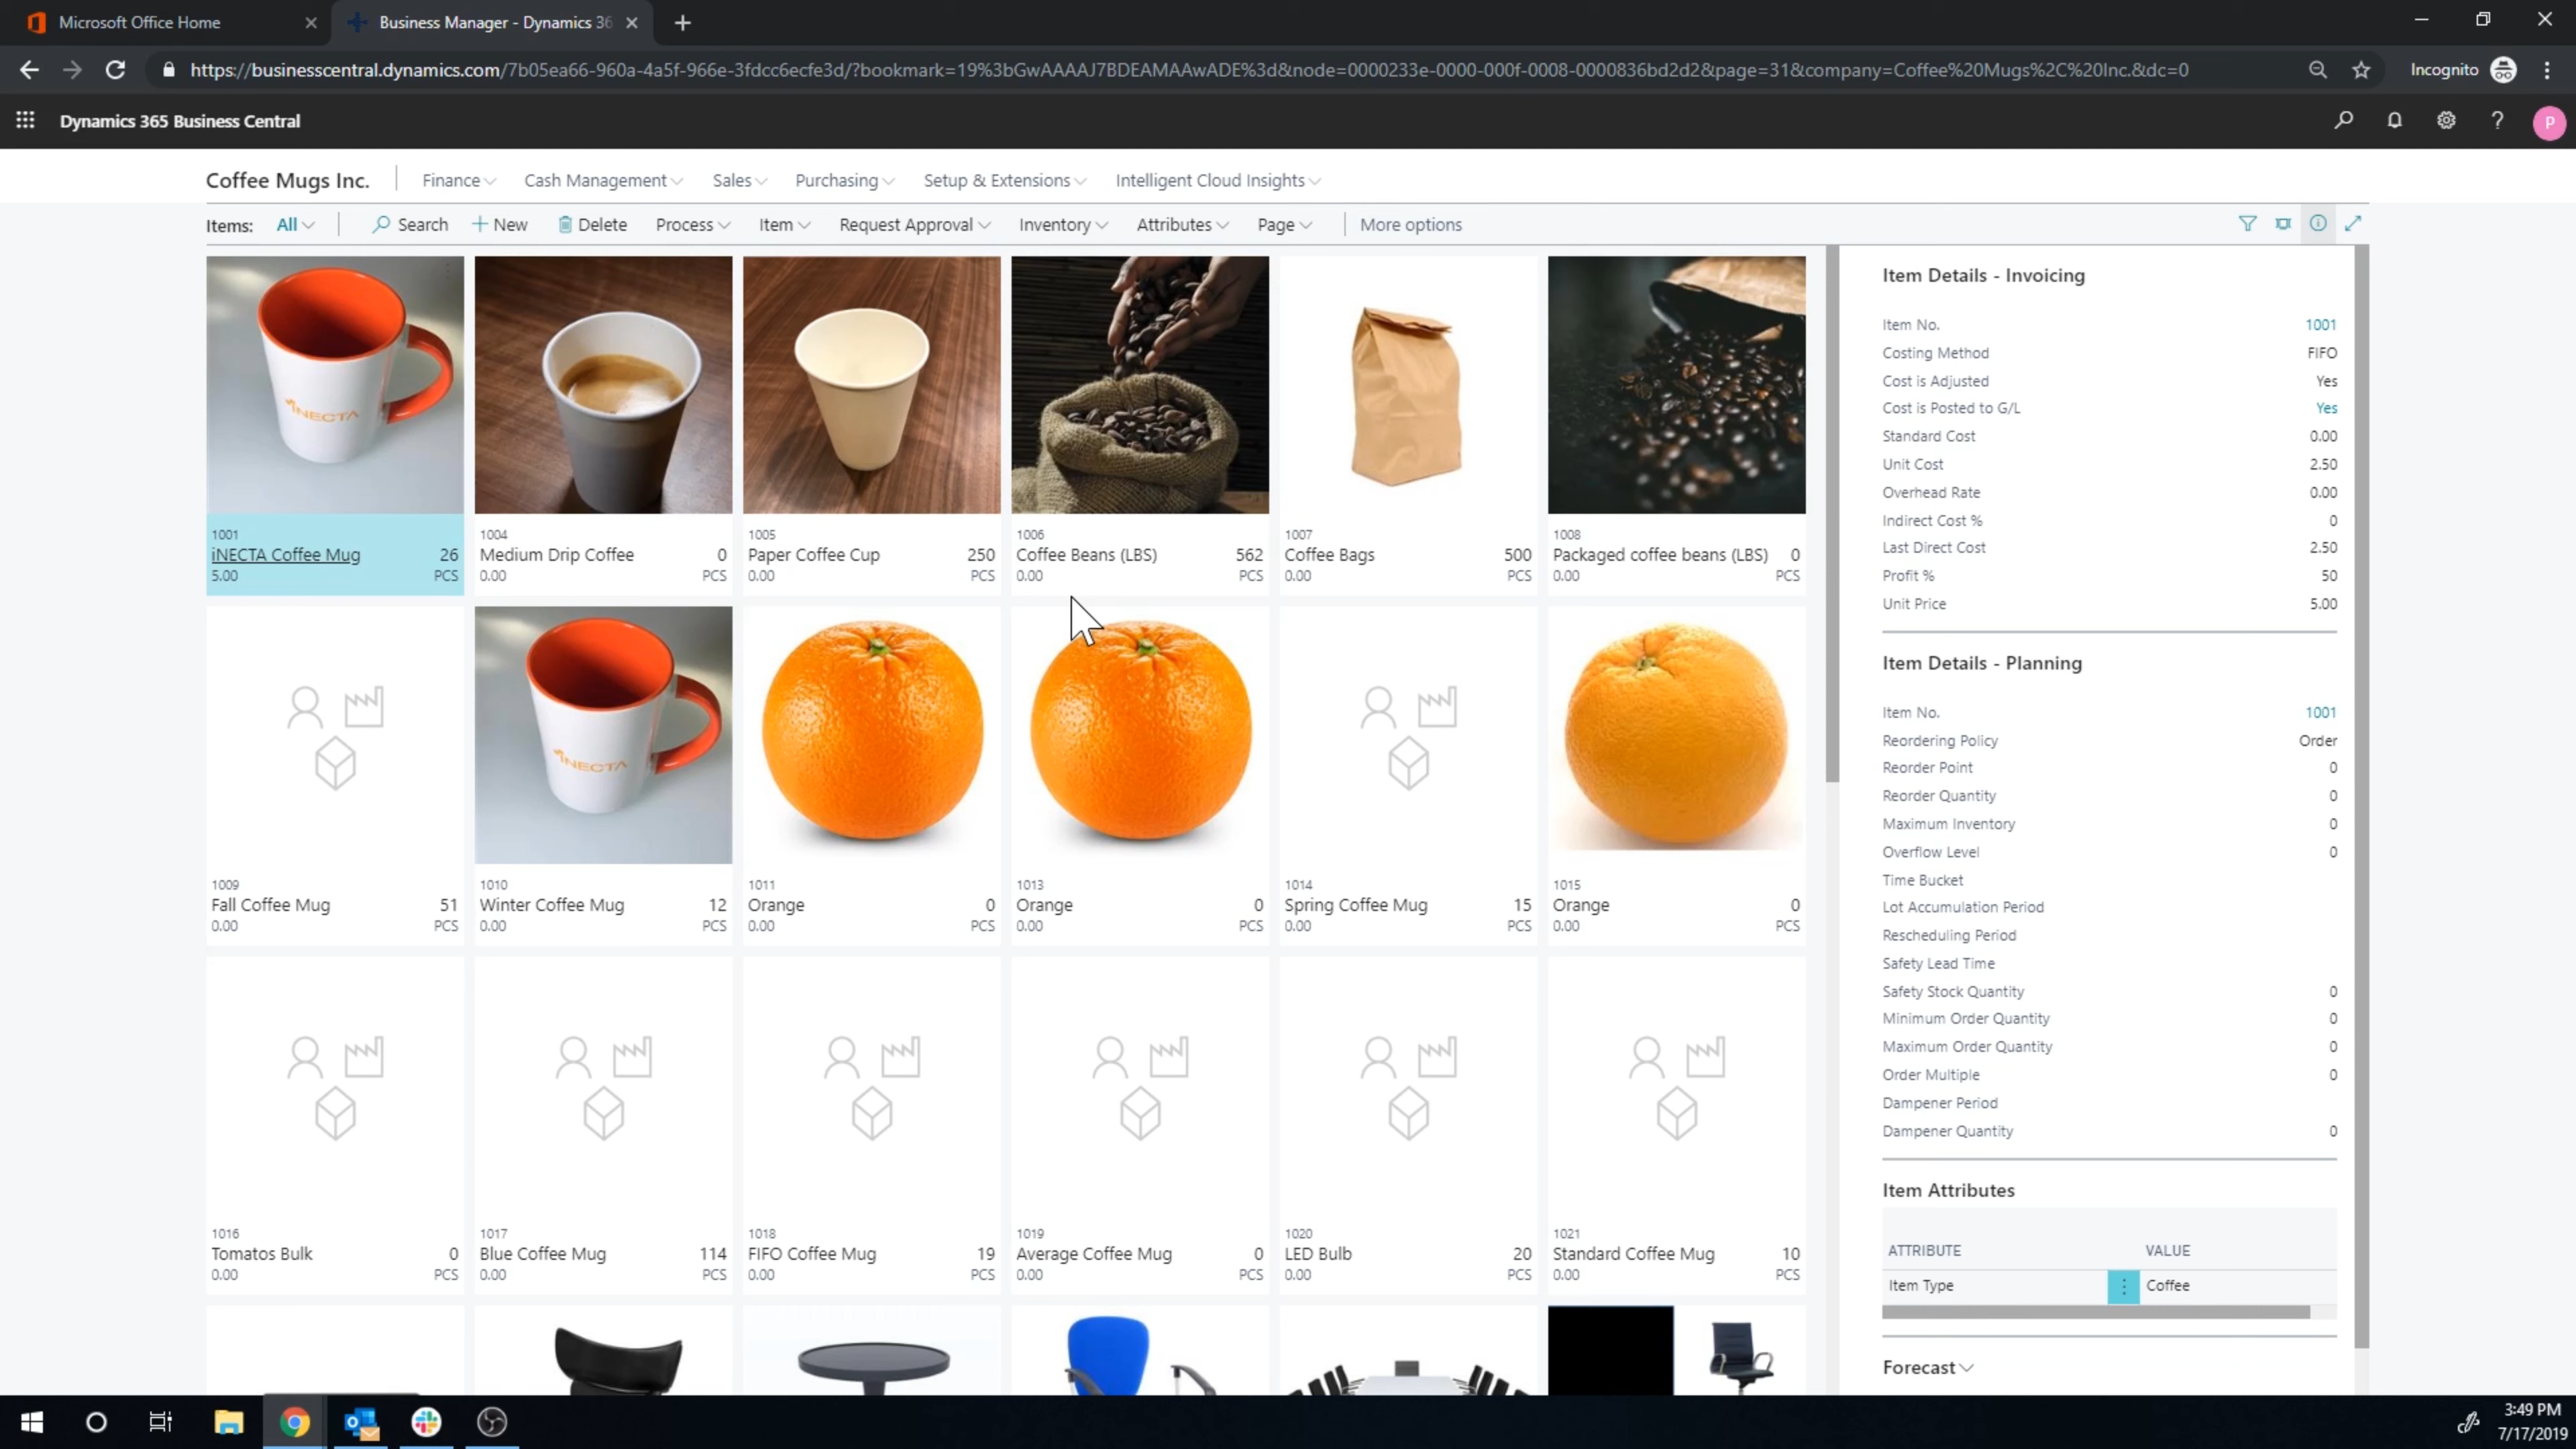 Microsoft Office Home
Business Manager - Dynamics 36
https://businesscentral.dynamics.com/7b05ea66-960a-4a5f-966e-3fdcc6ecfe3d/?bookmark=19%3bGwAAAAJ7BDEAMAAwADE%3d&node=0000233e-0000-000f-0008-0000836bd2d2&page=31&company=Coffee%20Mugs%2C%20Inc.&dc=0
Incognito
Dynamics 365 Business Central
P
Coffee Mugs Inc. Finance Cash Management Sales Purchasing Setup & Extensions Intelligent Cloud Insights
Items: All Search New Delete Process Item Request Approval Inventory Attributes Page More options
iNECTA
1001
iNECTA Coffee Mug 26
5.00 PCS
1004
Medium Drip Coffee 0
0.00 PCS
1005
Paper Coffee Cup 250
0.00 PCS
1006
Coffee Beans (LBS) 562
0.00 PCS
1007
Coffee Bags 500
0.00 PCS
1008
Packaged coffee beans (LBS) 0
0.00 PCS
iNECTA
1009
Fall Coffee Mug 51
0.00 PCS
1010
Winter Coffee Mug 12
0.00 PCS
1011
Orange 0
0.00 PCS
1013
Orange 0
0.00 PCS
1014
Spring Coffee Mug 15
0.00 PCS
1015
Orange 0
0.00 PCS
1016
Tomatos Bulk 0
0.00 PCS
1017
Blue Coffee Mug 114
0.00 PCS
1018
FIFO Coffee Mug 19
0.00 PCS
1019
Average Coffee Mug 0
0.00 PCS
1020
LED Bulb 20
0.00 PCS
1021
Standard Coffee Mug 10
0.00 PCS
Item Details - Invoicing
Item No. 1001
Costing Method FIFO
Cost is Adjusted Yes
Cost is Posted to G/L Yes
Standard Cost 0.00
Unit Cost 2.50
Overhead Rate 0.00
Indirect Cost % 0
Last Direct Cost 2.50
Profit % 50
Unit Price 5.00
Item Details - Planning
Item No. 1001
Reordering Policy Order
Reorder Point 0
Reorder Quantity 0
Maximum Inventory 0
Overflow Level 0
Time Bucket
Lot Accumulation Period
Rescheduling Period
Safety Lead Time
Safety Stock Quantity 0
Minimum Order Quantity 0
Maximum Order Quantity 0
Order Multiple 0
Dampener Period
Dampener Quantity 0
Item Attributes
ATTRIBUTE VALUE
Item Type Coffee
Forecast
3:49 PM
7/17/2019